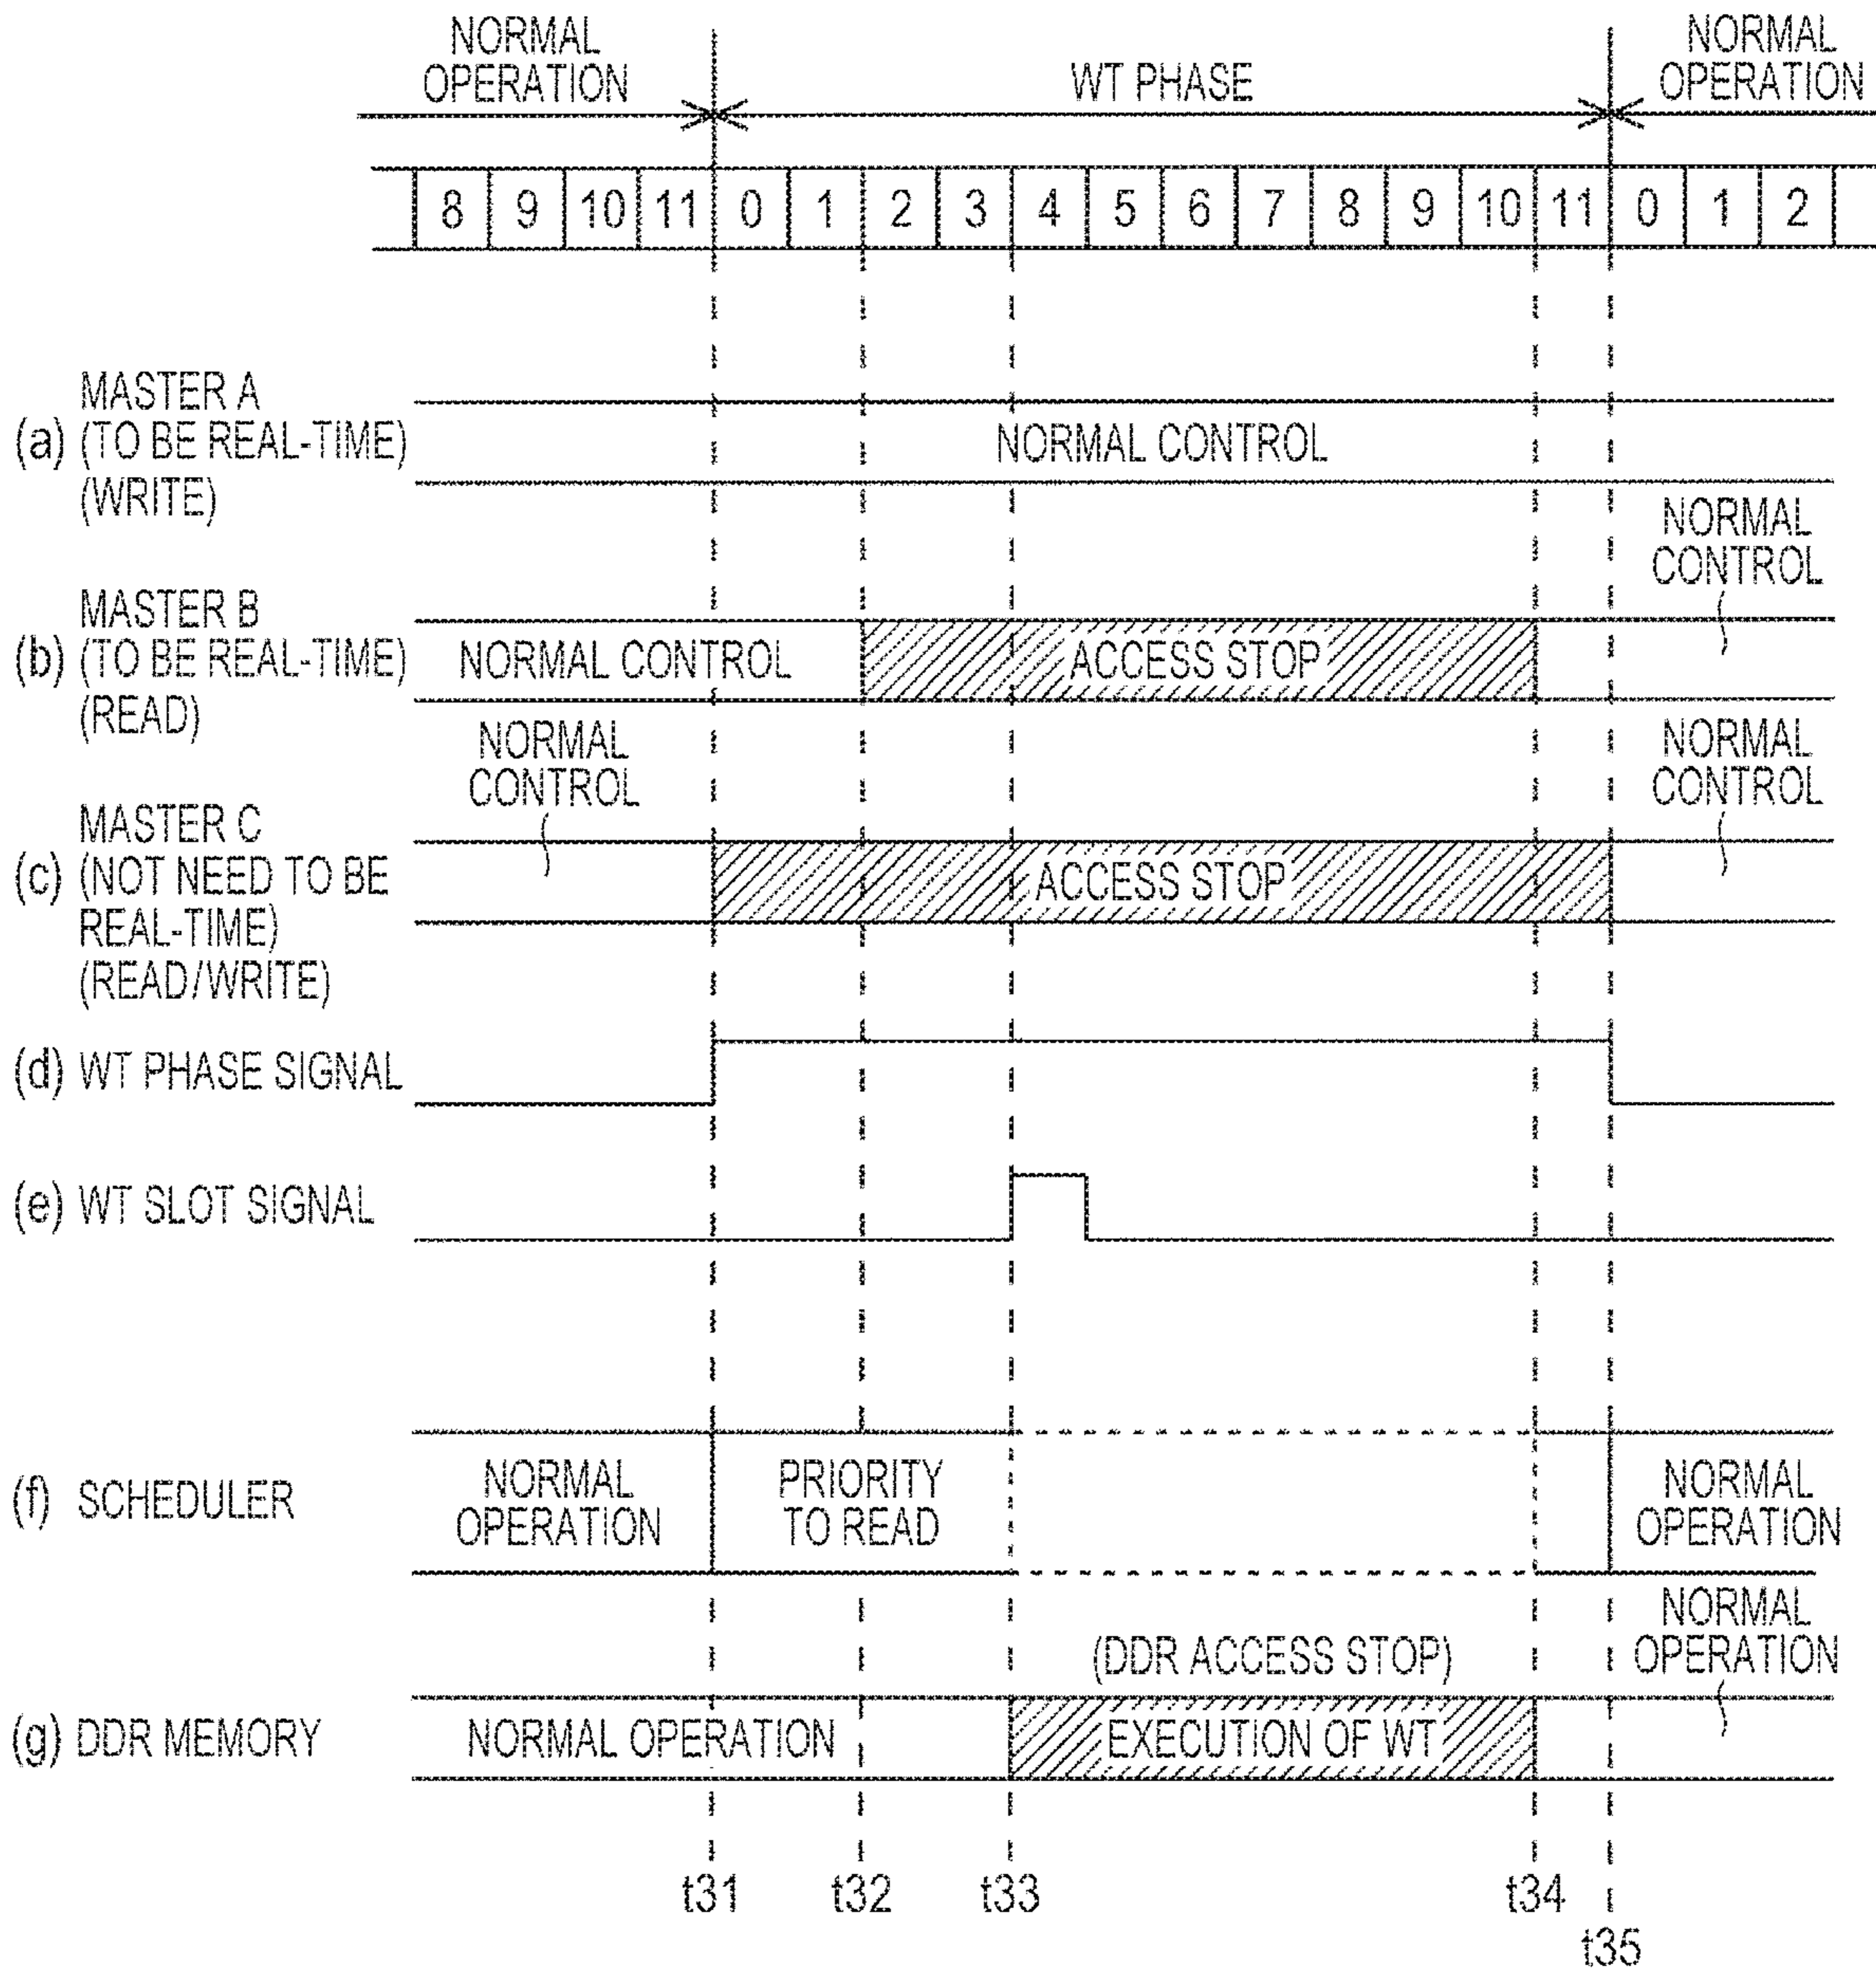 NORMAL
OPERATION
WT PHASE
NORMAL
OPERATION
8 9 10 11 0 1 2 3 4 5 6 7 8 9 10 11 0 1 2
(a) MASTER A
(TO BE REAL-TIME)
(WRITE)
NORMAL CONTROL
NORMAL
CONTROL
(b) MASTER B
(TO BE REAL-TIME)
(READ)
NORMAL CONTROL
ACCESS STOP
NORMAL
CONTROL
NORMAL
CONTROL
(c) MASTER C
(NOT NEED TO BE
REAL-TIME)
(READ/WRITE)
ACCESS STOP
(d) WT PHASE SIGNAL
(e) WT SLOT SIGNAL
(f) SCHEDULER
NORMAL
OPERATION
PRIORITY
TO READ
NORMAL
OPERATION
NORMAL
OPERATION
(DDR ACCESS STOP)
(g) DDR MEMORY
NORMAL OPERATION
EXECUTION OF WT
t31 t32 t33 t34
t35